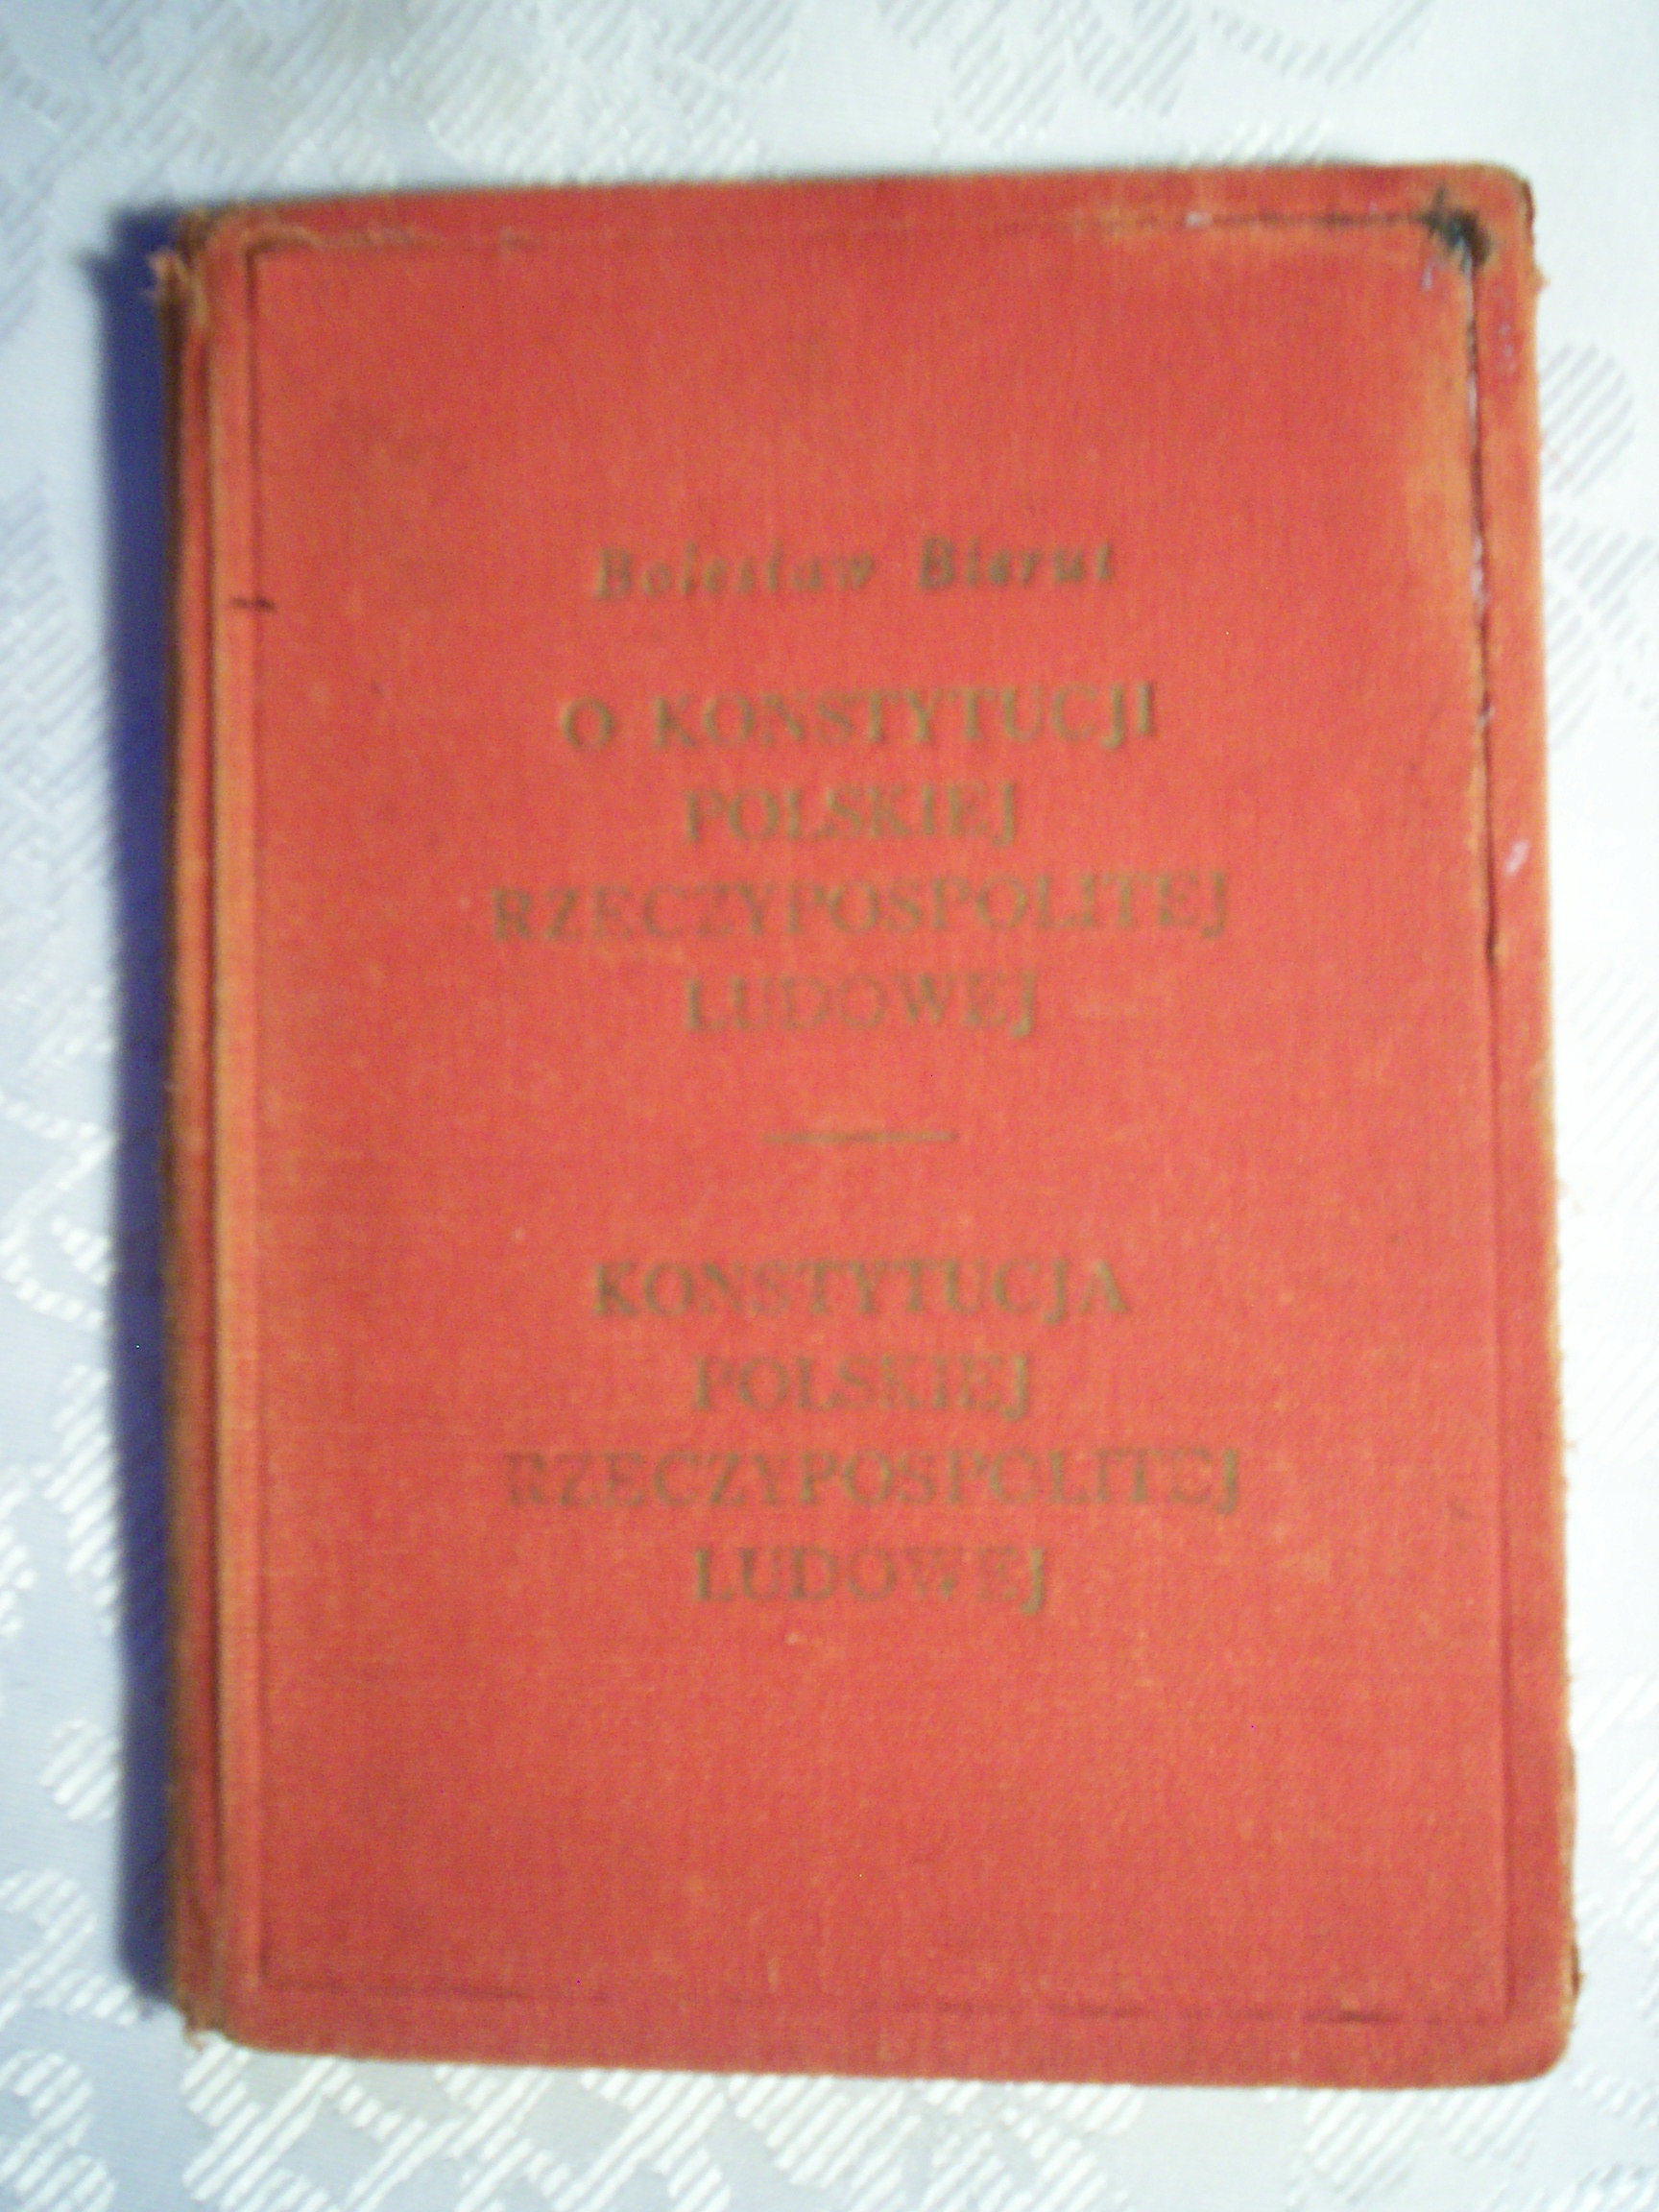 Bolesław Bierut
O KONSTYTUCJI
POLSKIEJ
RZECZYPOSPOLITEJ
LUDOWEJ
KONSTYTUCJA
POLSKIEJ
RZECZYPOSPOLITEJ
LUDOWEJ